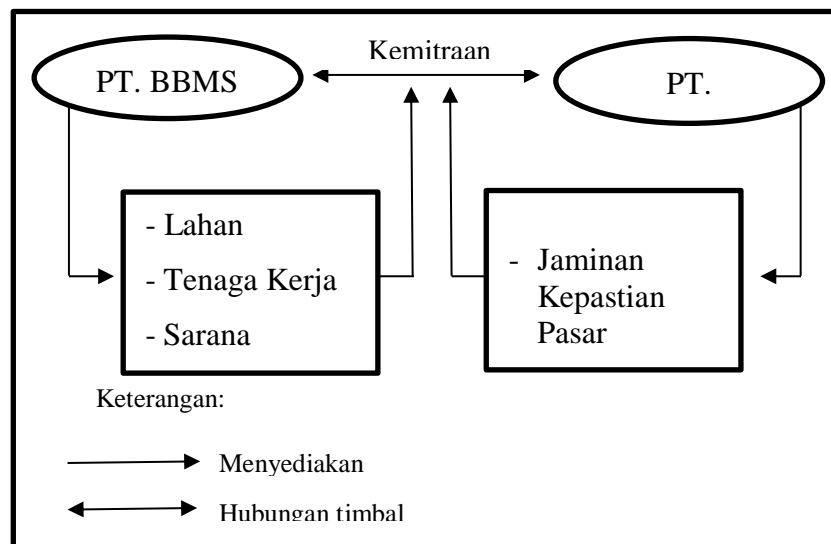 Kemitraan
PT. BBMS
PT.
- Lahan
- Tenaga Kerja
- Sarana
- Jaminan
Kepastian
Pasar
Keterangan:
Menyediakan
Hubungan timbal